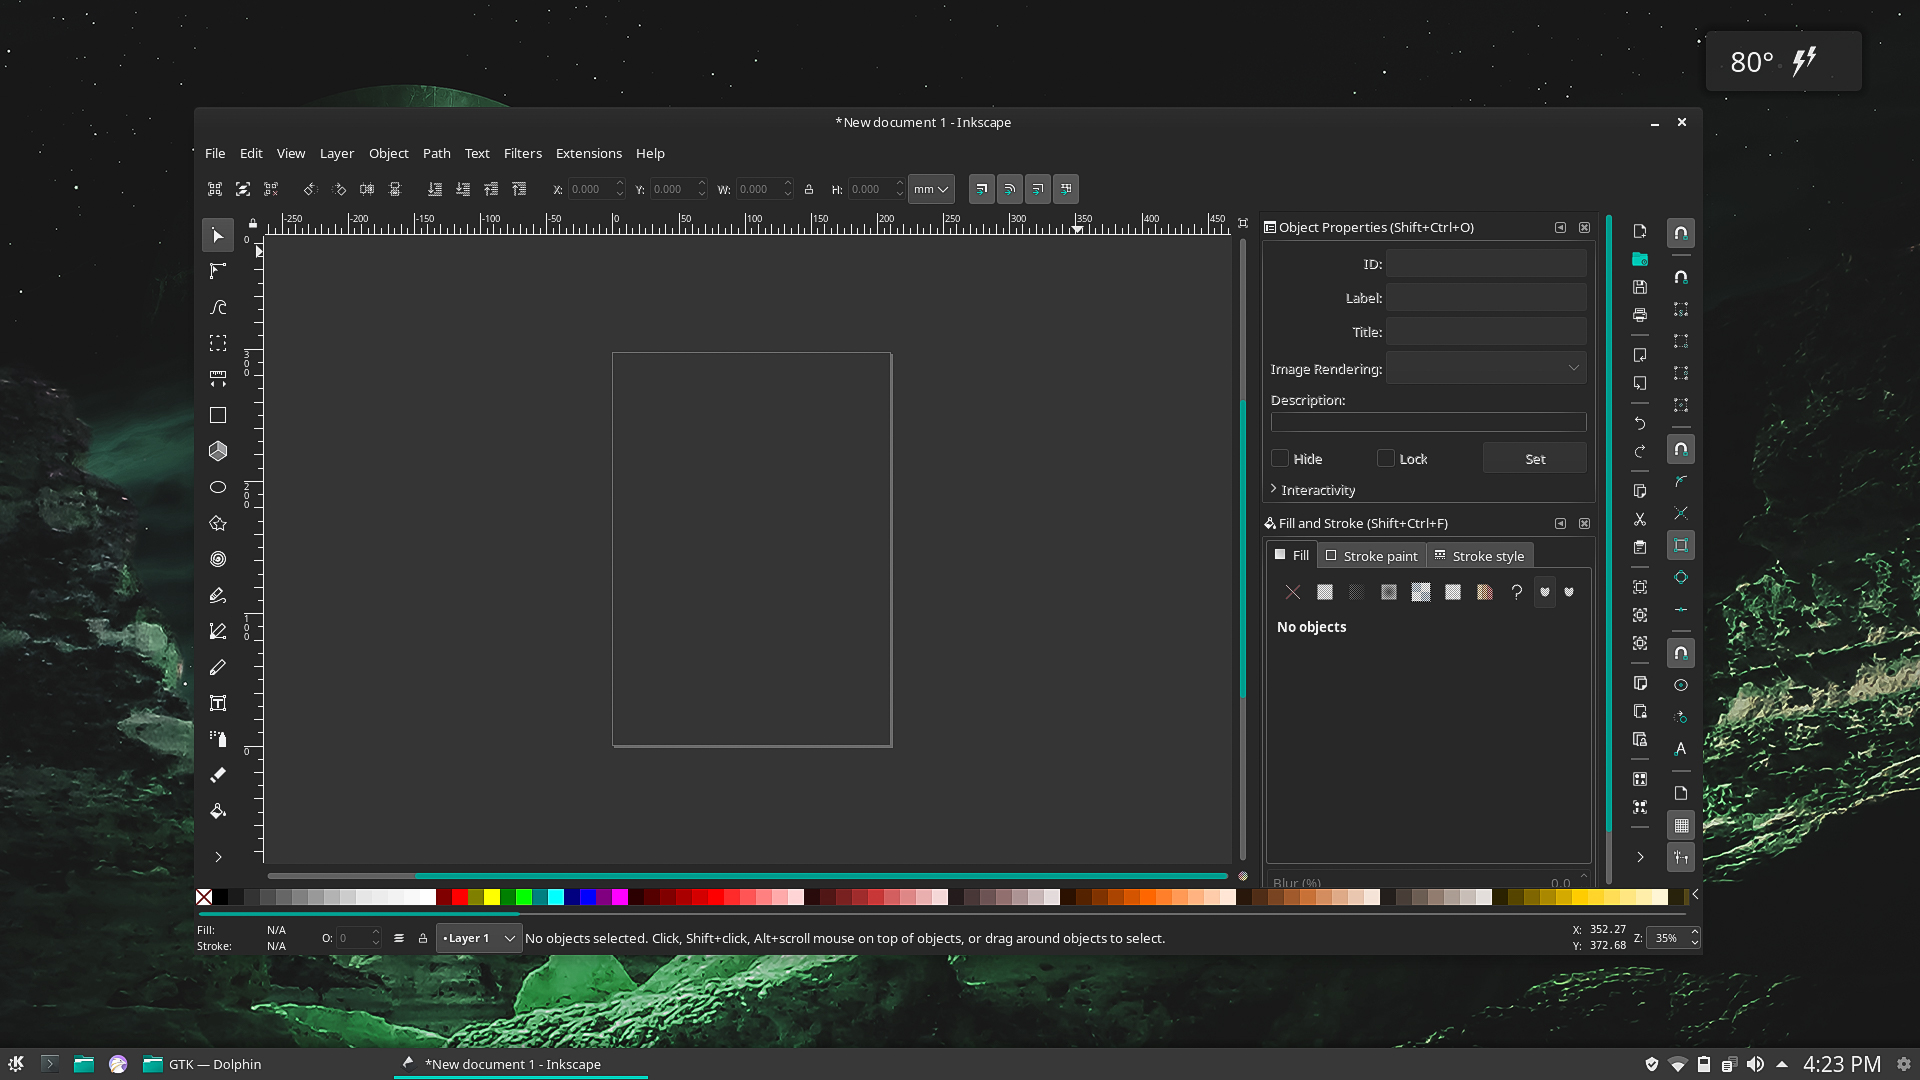 80°
*New document 1 - Inkscape
File Edit View Layer Object Path Text Filters Extensions Help
X: 0.000 Y: 0.000 W: 0.000 H: 0.000 mm
-250 -200 -150 -100 -50 0 50 100 150 200 250 300 350 400 450
0
300
200
100
0
Object Properties (Shift+Ctrl+O)
ID:
Label:
Title:
Image Rendering:
Description:
Hide Lock Set
Interactivity
Fill and Stroke (Shift+Ctrl+F)
Fill Stroke paint Stroke style
?
No objects
Blur (%) 0.0
Fill: N/A
Stroke: N/A
O: 0
•Layer 1
No objects selected. Click, Shift+click, Alt+scroll mouse on top of objects, or drag around objects to select.
X: 352.27
Y: 372.68
Z: 35%
GTK — Dolphin
*New document 1 - Inkscape
4:23 PM